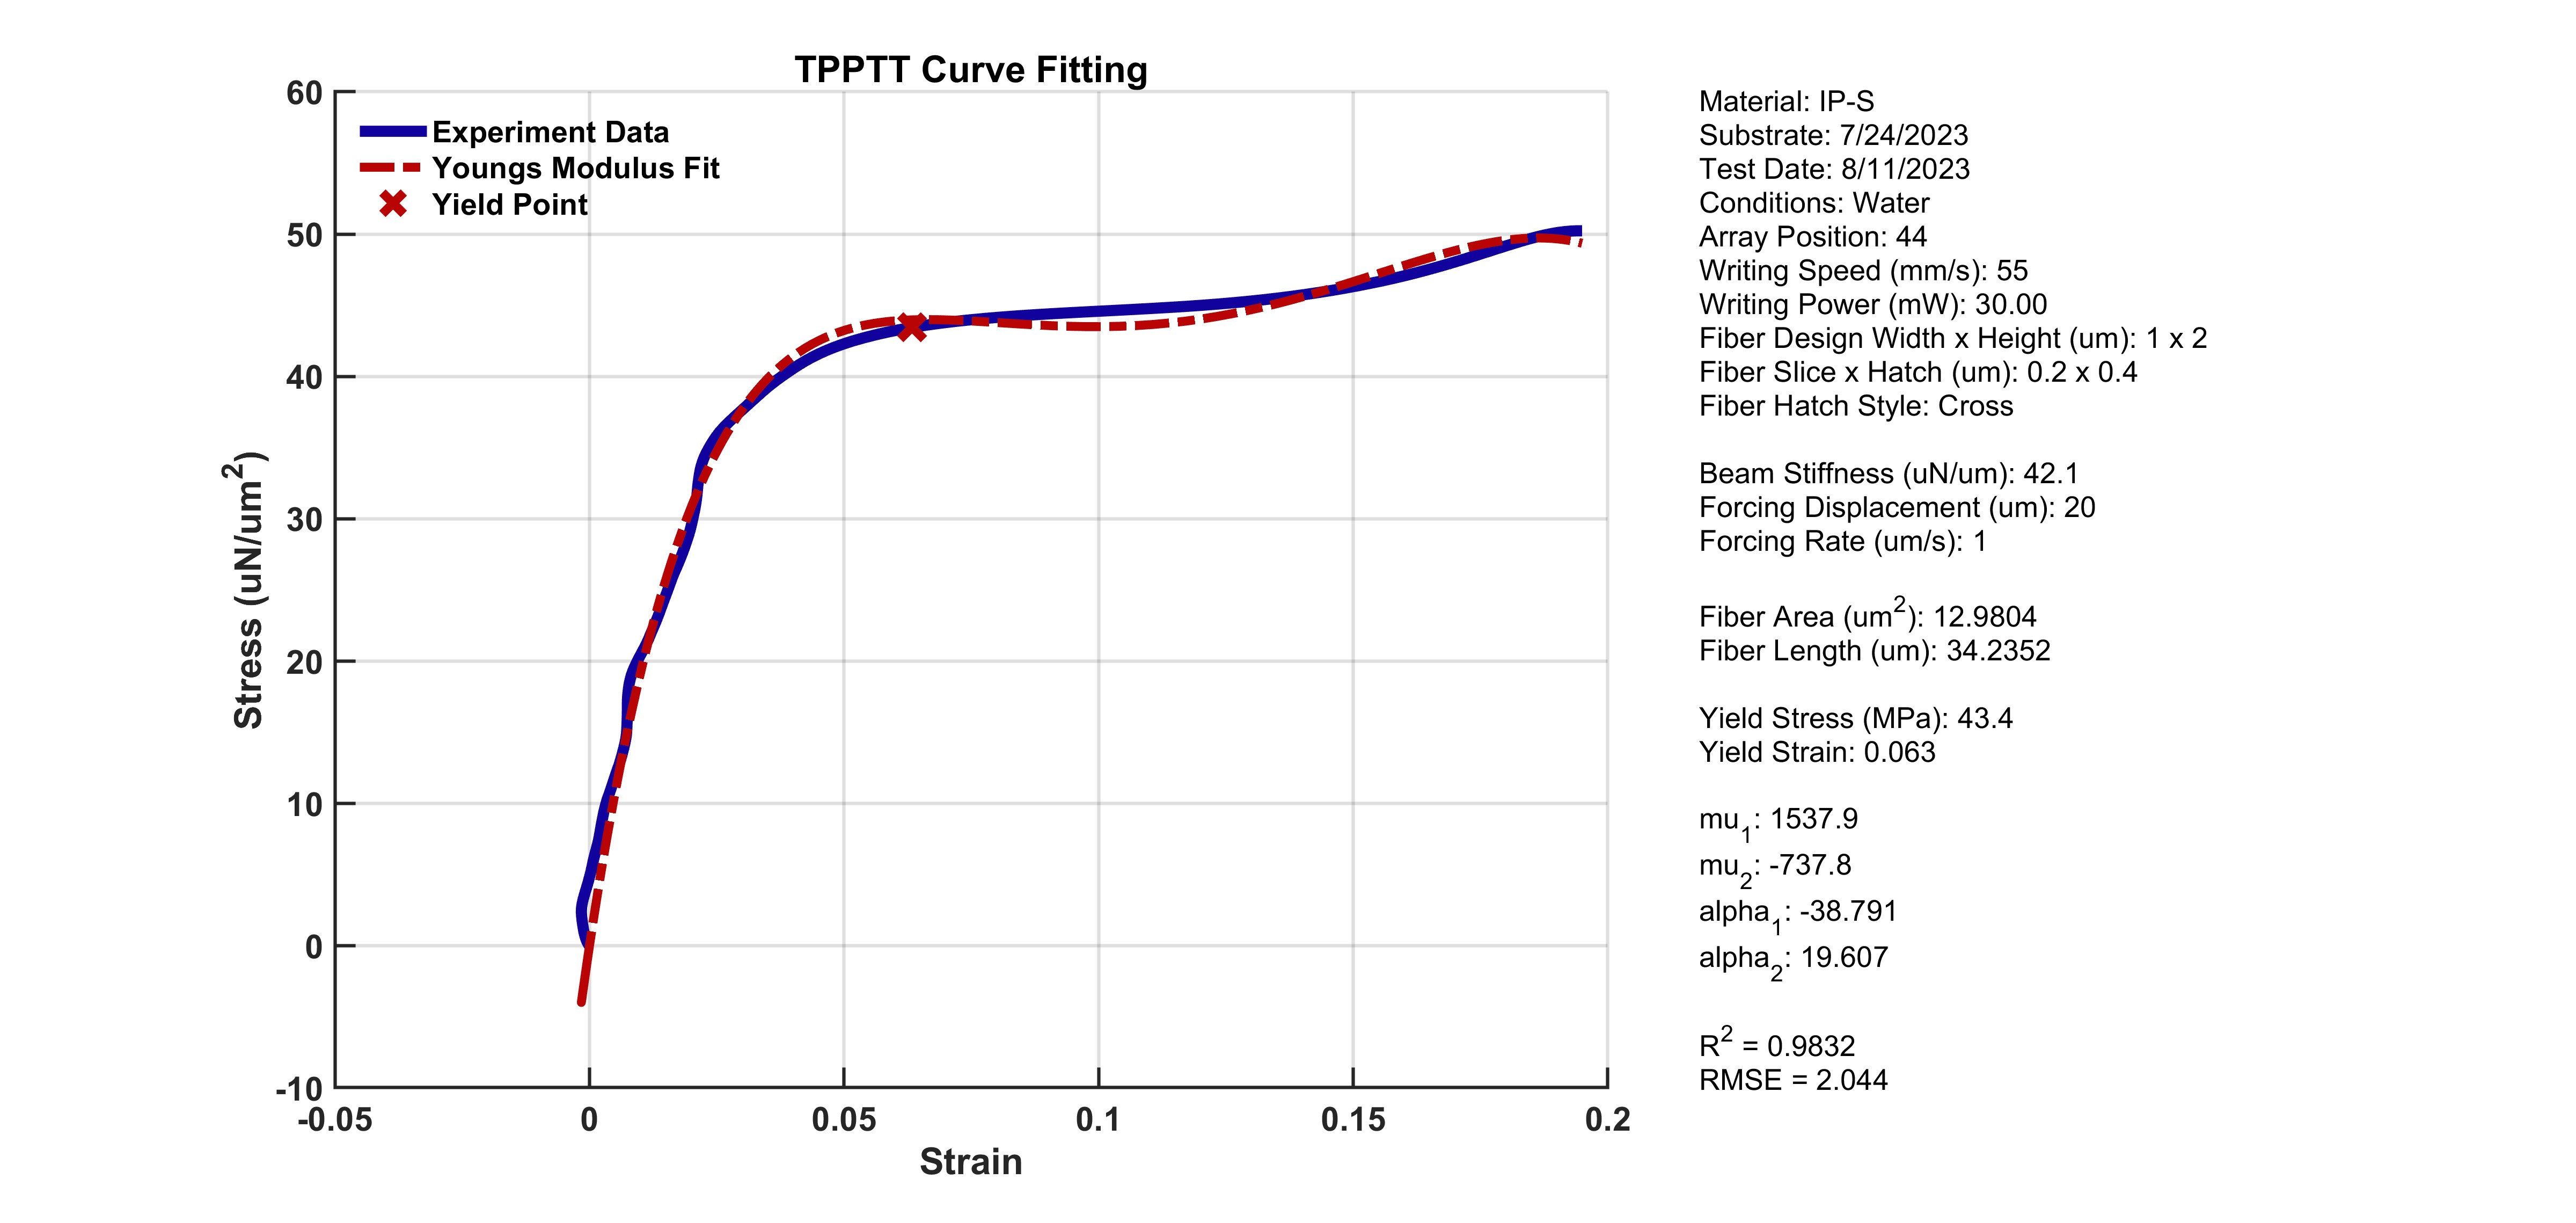 TPPTT Curve Fitting
60
50
40
30
20
10
0
-10
Stress (uN/um²)
Experiment Data
Youngs Modulus Fit
Yield Point
-0.05
0
0.05
0.1
0.15
0.2
Strain
Material: IP-S
Substrate: 7/24/2023
Test Date: 8/11/2023
Conditions: Water
Array Position: 44
Writing Speed (mm/s): 55
Writing Power (mW): 30.00
Fiber Design Width x Height (um): 1 x 2
Fiber Slice x Hatch (um): 0.2 x 0.4
Fiber Hatch Style: Cross
Beam Stiffness (uN/um): 42.1
Forcing Displacement (um): 20
Forcing Rate (um/s): 1
Fiber Area (um²): 12.9804
Fiber Length (um): 34.2352
Yield Stress (MPa): 43.4
Yield Strain: 0.063
mu₁: 1537.9
mu₂: -737.8
alpha₁: -38.791
alpha₂: 19.607
R² = 0.9832
RMSE = 2.044